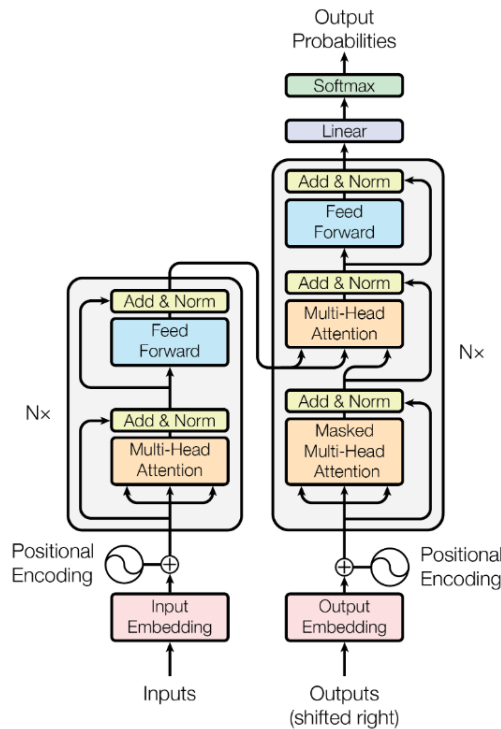 Output
Probabilities
Softmax
Linear
Add & Norm
Feed
Forward
Add & Norm
Multi-Head
Attention
Nx
Add & Norm
Masked
Multi-Head
Attention
Add & Norm
Feed
Forward
Nx
Add & Norm
Multi-Head
Attention
Positional
Encoding
Positional
Encoding
Input
Embedding
Output
Embedding
Inputs
Outputs
(shifted right)